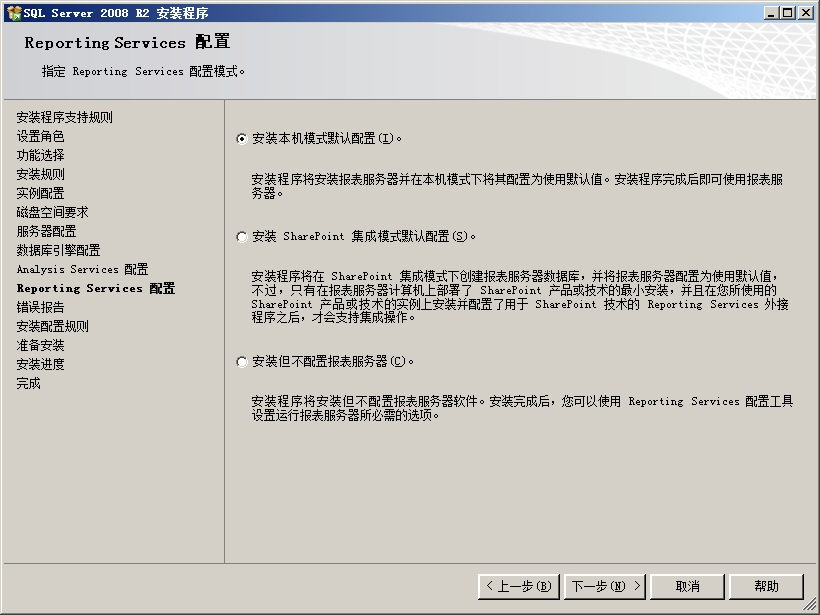 SQL Server 2008 R2 安装程序
Reporting Services 配置
指定 Reporting Services 配置模式。
安装程序支持规则
设置角色
功能选择
安装规则
实例配置
磁盘空间要求
服务器配置
数据库引擎配置
Analysis Services 配置
Reporting Services 配置
错误报告
安装配置规则
准备安装
安装进度
完成
安装本机模式默认配置(I)。
安装程序将安装报表服务器并在本机模式下将其配置为使用默认值。安装程序完成后即可使用报表服
务器。
安装 SharePoint 集成模式默认配置(S)。
安装程序将在 SharePoint 集成模式下创建报表服务器数据库，并将报表服务器配置为使用默认值，
不过，只有在报表服务器计算机上部署了 SharePoint 产品或技术的最小安装，并且在您所使用的
SharePoint 产品或技术的实例上安装并配置了用于 SharePoint 技术的 Reporting Services 外接
程序之后，才会支持集成操作。
安装但不配置报表服务器(C)。
安装程序将安装但不配置报表服务器软件。安装完成后，您可以使用 Reporting Services 配置工具
设置运行报表服务器所必需的选项。
< 上一步(B) 下一步(N) > 取消 帮助